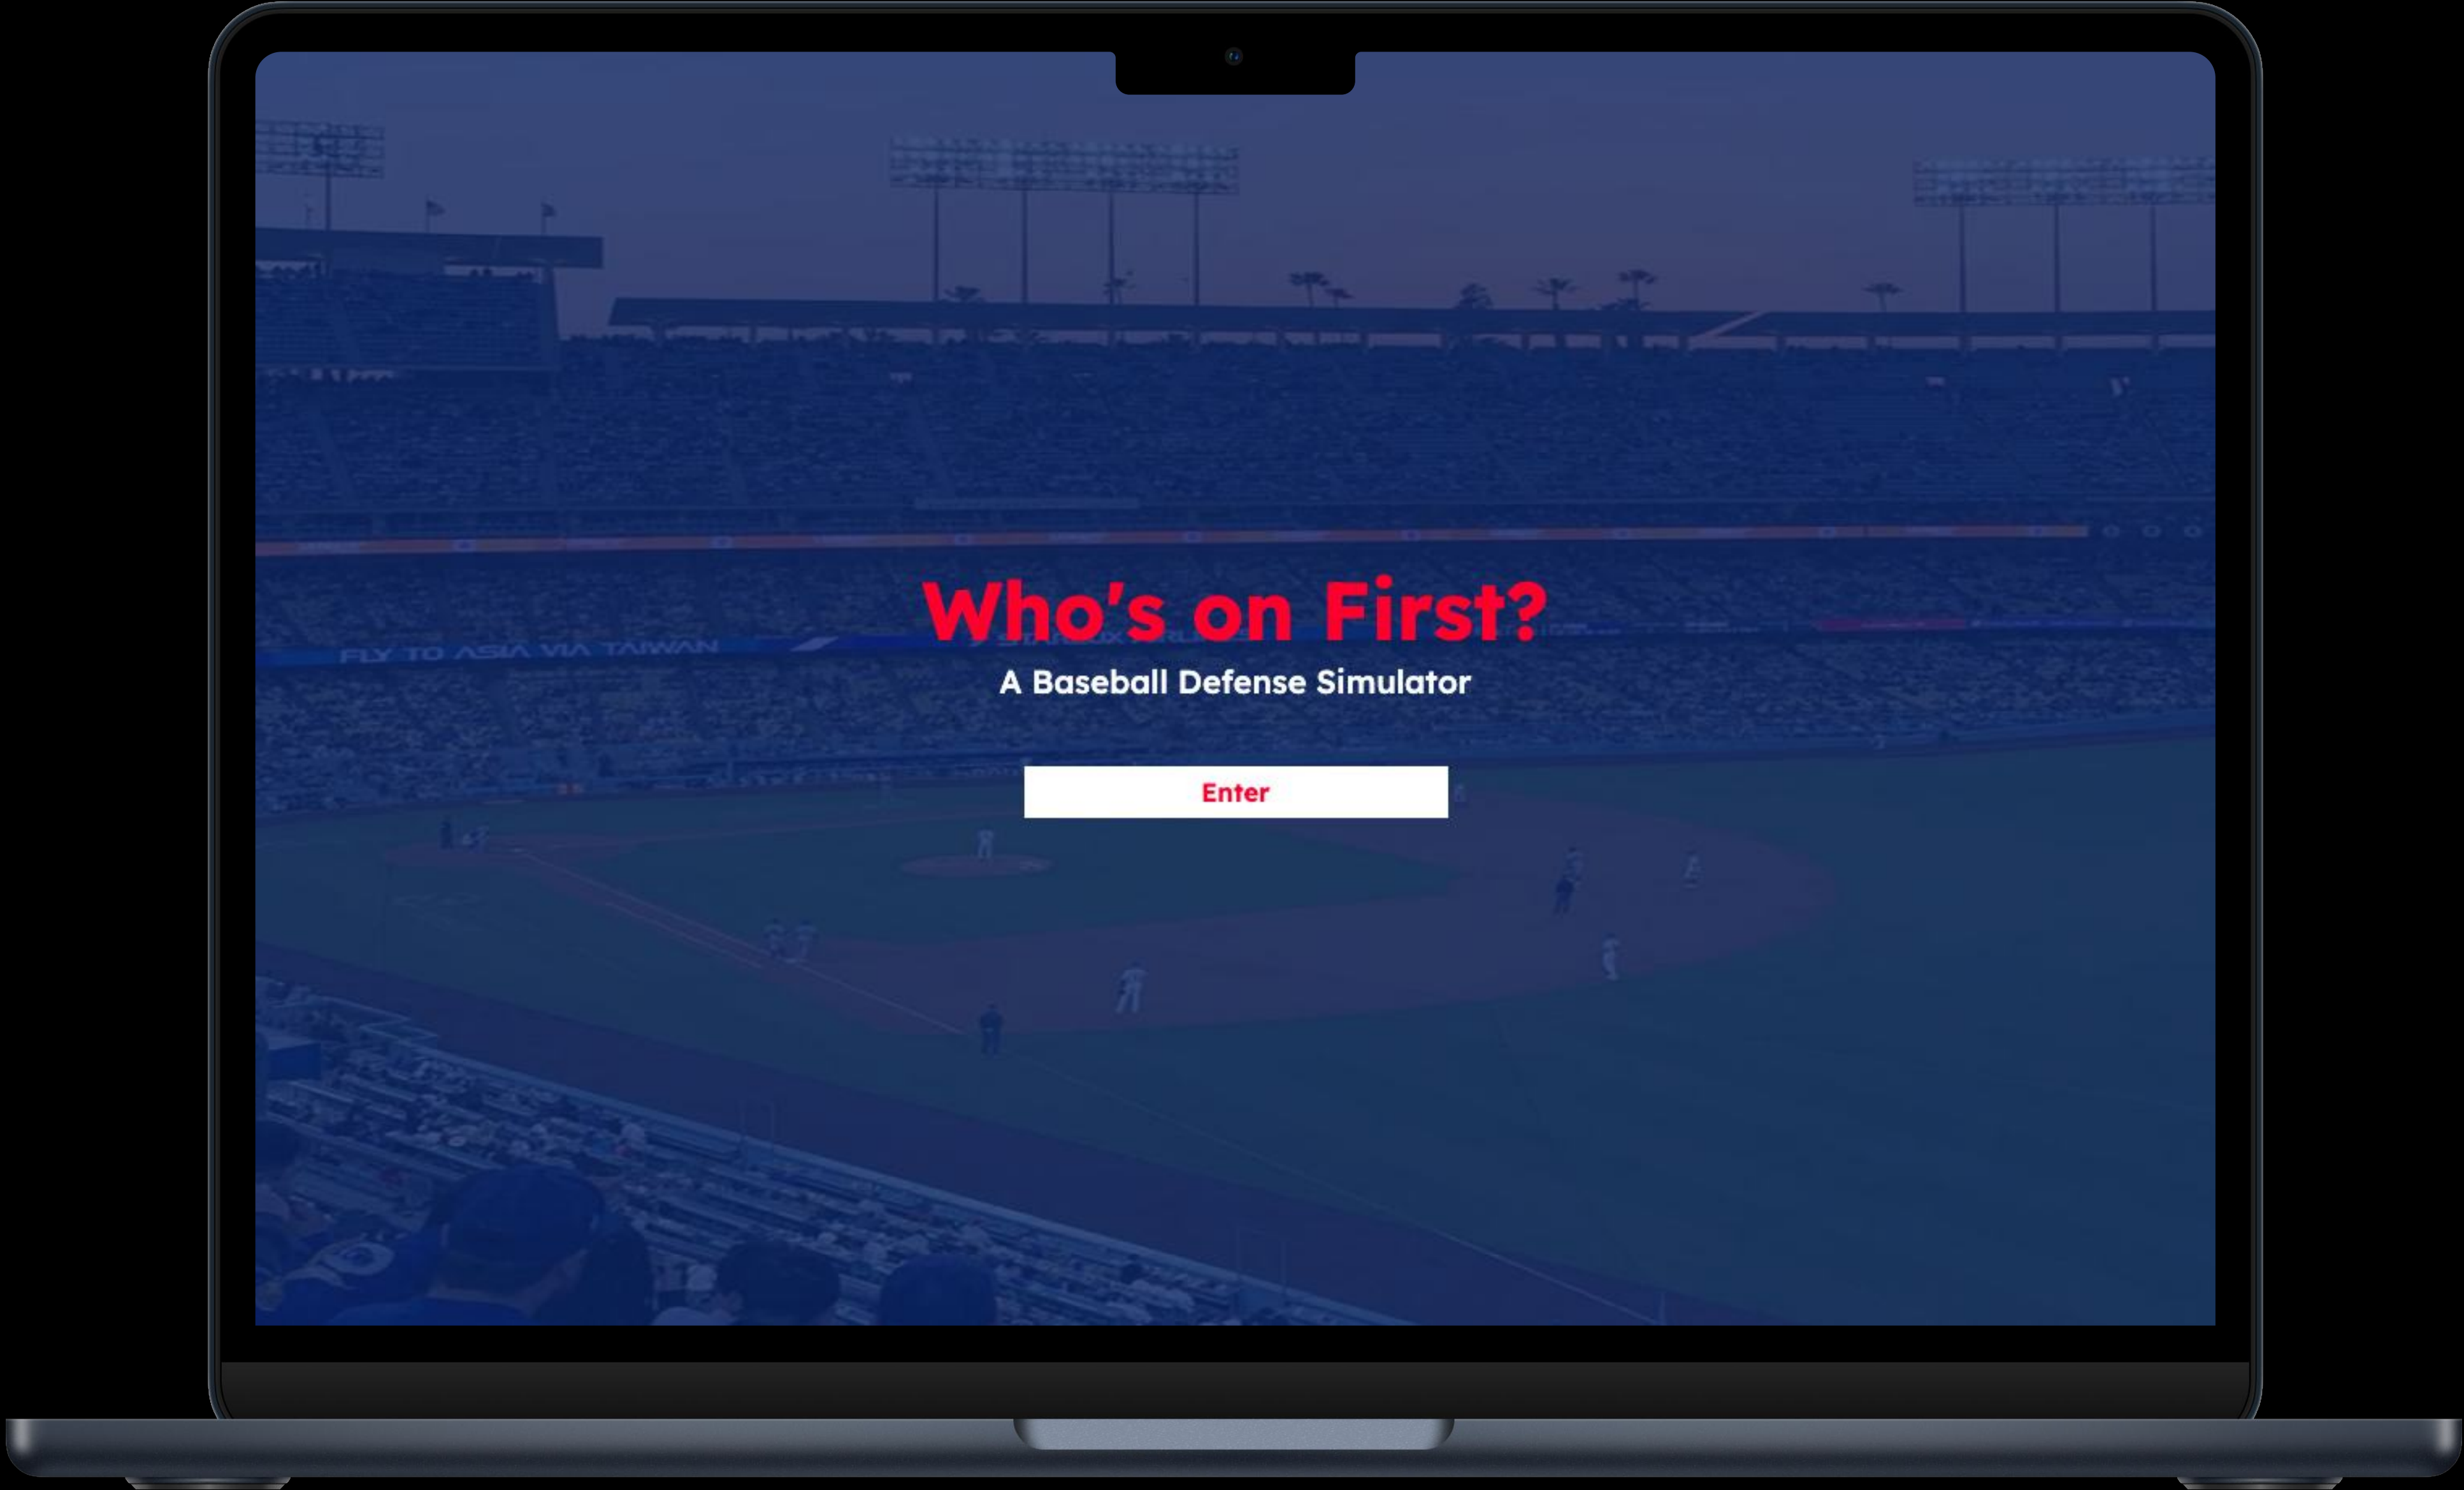 Who's on First?
FLY TO ASIA VIA TAIWAN
A Baseball Defense Simulator
Enter